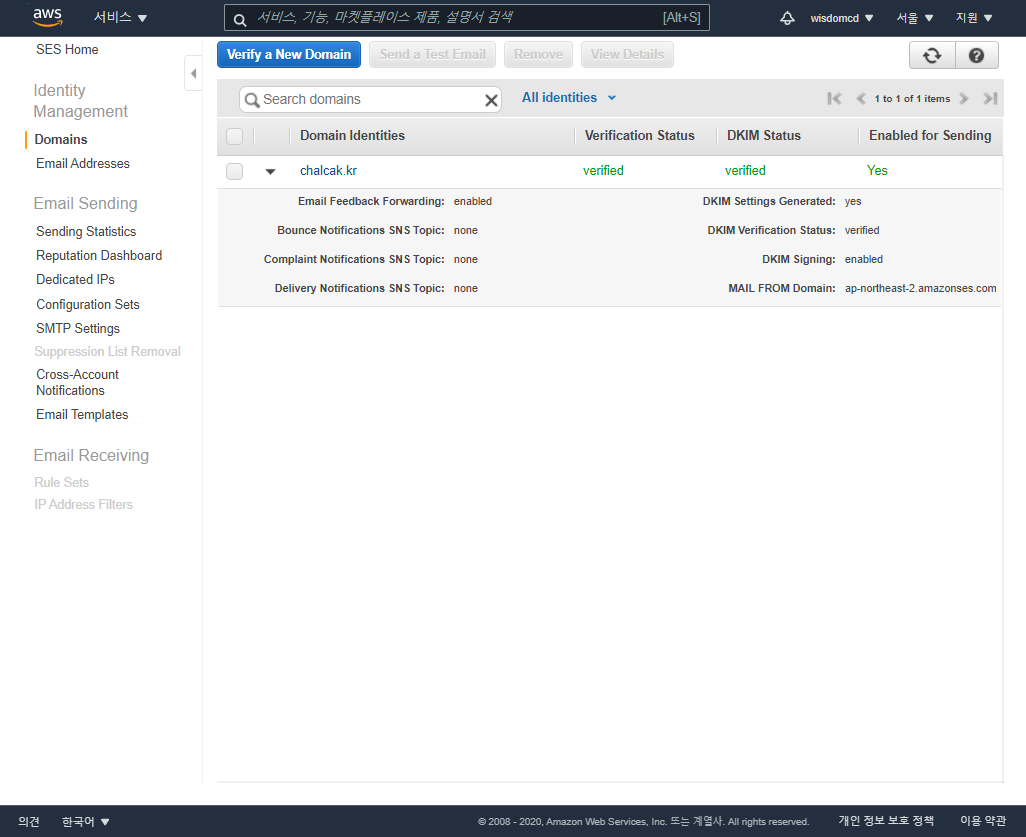 aws
서비스
서비스, 기능, 마켓플레이스 제품, 설명서 검색
[Alt+S]
wisdomcd
서울
지원
SES Home
Identity
Management
Domains
Email Addresses
Email Sending
Sending Statistics
Reputation Dashboard
Dedicated IPs
Configuration Sets
SMTP Settings
Suppression List Removal
Cross-Account
Notifications
Email Templates
Email Receiving
Rule Sets
IP Address Filters
Verify a New Domain
Send a Test Email
Remove
View Details
Search domains
All identities
1 to 1 of 1 items
Domain Identities
Verification Status
DKIM Status
Enabled for Sending
chalcak.kr
verified
verified
Yes
Email Feedback Forwarding: enabled
DKIM Settings Generated: yes
Bounce Notifications SNS Topic: none
DKIM Verification Status: verified
Complaint Notifications SNS Topic: none
DKIM Signing: enabled
Delivery Notifications SNS Topic: none
MAIL FROM Domain: ap-northeast-2.amazonses.com
의견
한국어
© 2008 - 2020, Amazon Web Services, Inc. 또는 계열사. All rights reserved.
개인 정보 보호 정책
이용 약관